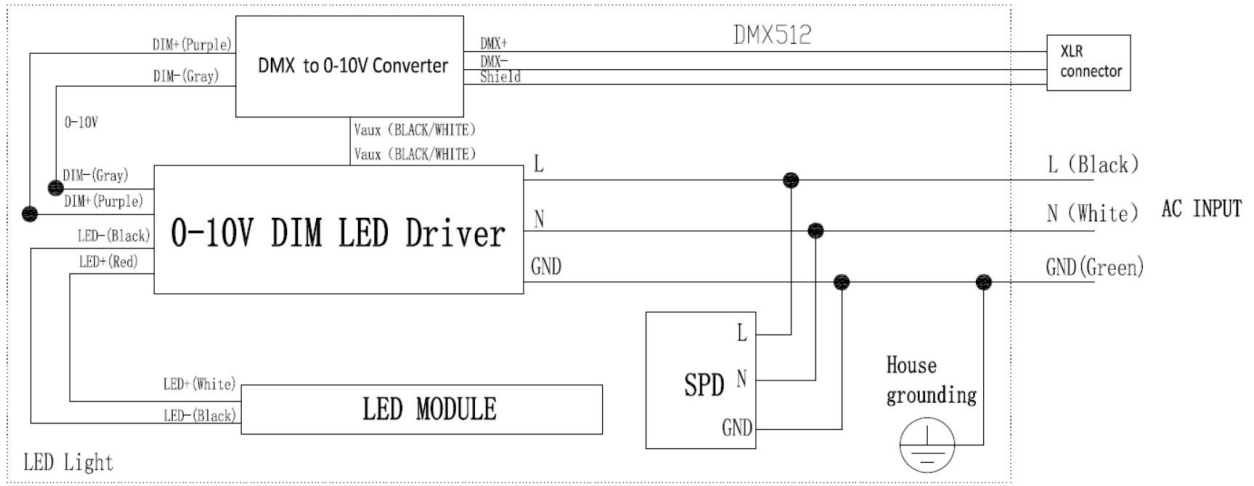 DMX512
DIM+(Purple)
DMX+
XLR
connector
DMX to 0-10V Converter
DMX-
DIM-(Gray)
Shield
0-10V
Vaux (BLACK/WHITE)
Vaux (BLACK/WHITE)
L
L (Black)
DIM-(Gray)
DIM+(Purple)
N
N (White)
AC INPUT
0-10V DIM LED Driver
LED-(Black)
LED+(Red)
GND
GND(Green)
L
SPD
N
GND
House
grounding
LED+(White)
LED MODULE
LED-(Black)
LED Light